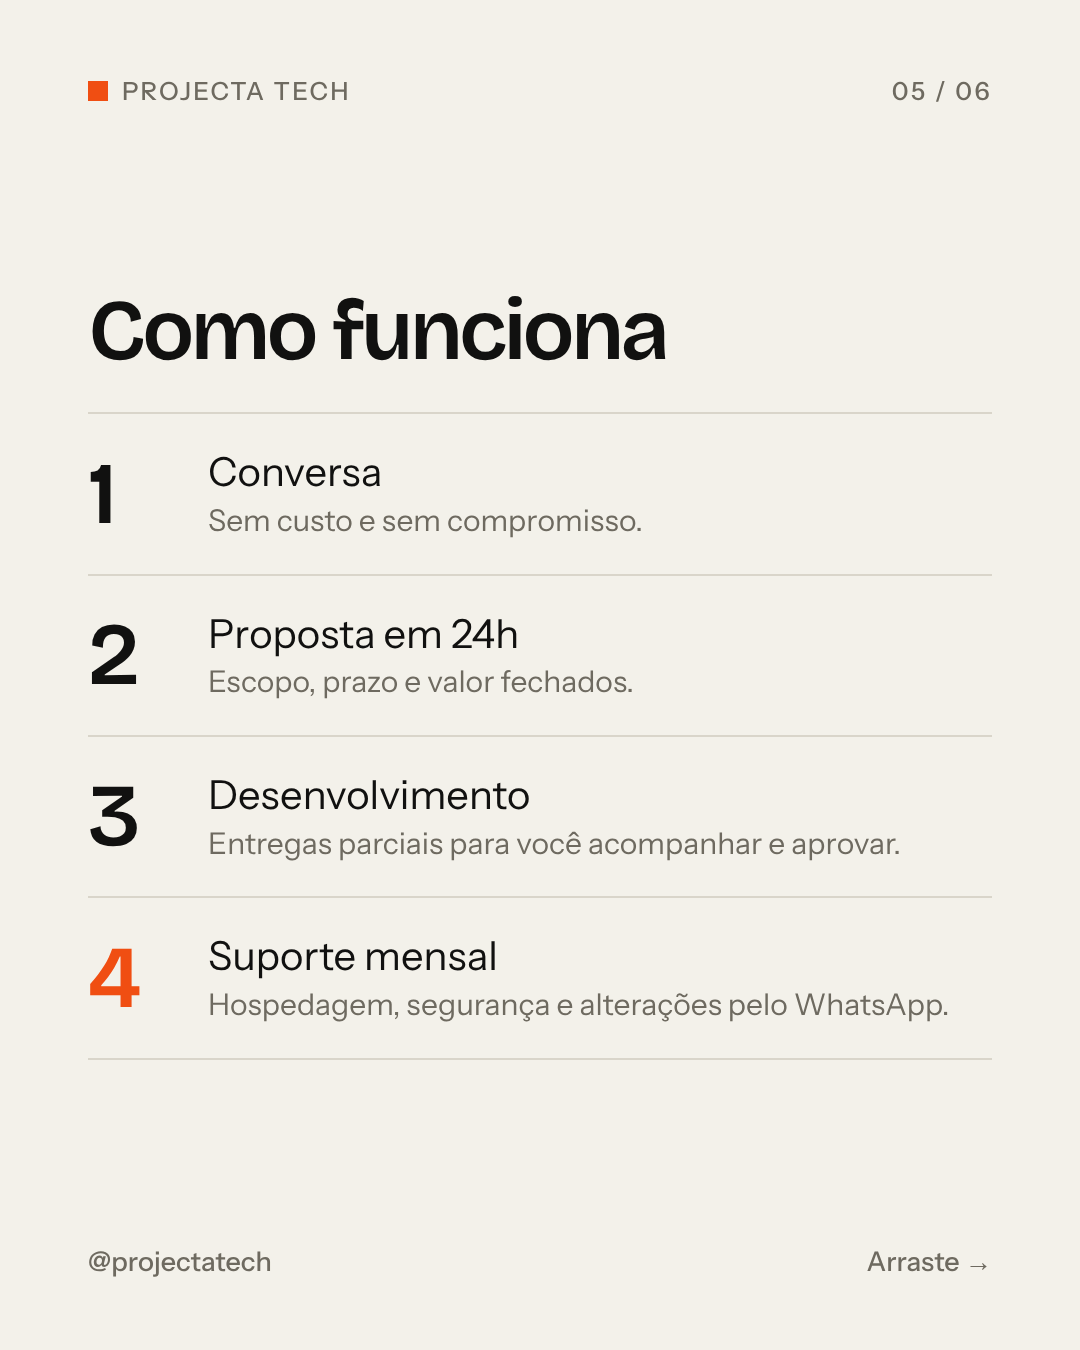 PROJECTA TECH
05 / 06
Como funciona
1
Conversa
Sem custo e sem compromisso.
2
Proposta em 24h
Escopo, prazo e valor fechados.
3
Desenvolvimento
Entregas parciais para você acompanhar e aprovar.
4
Suporte mensal
Hospedagem, segurança e alterações pelo WhatsApp.
@projectatech
Arraste →